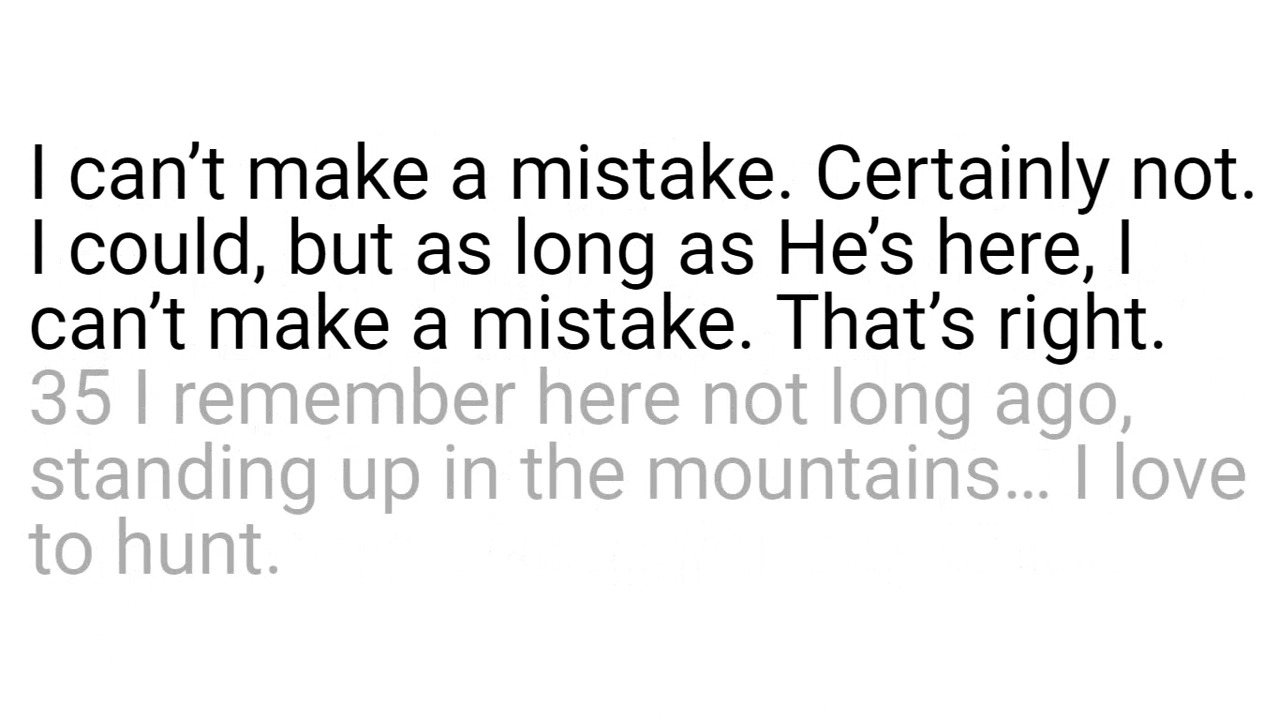 I can’t make a mistake. Certainly not.
I could, but as long as He’s here, I
can’t make a mistake. That’s right.
35 I remember here not long ago,
standing up in the mountains… I love
to hunt.